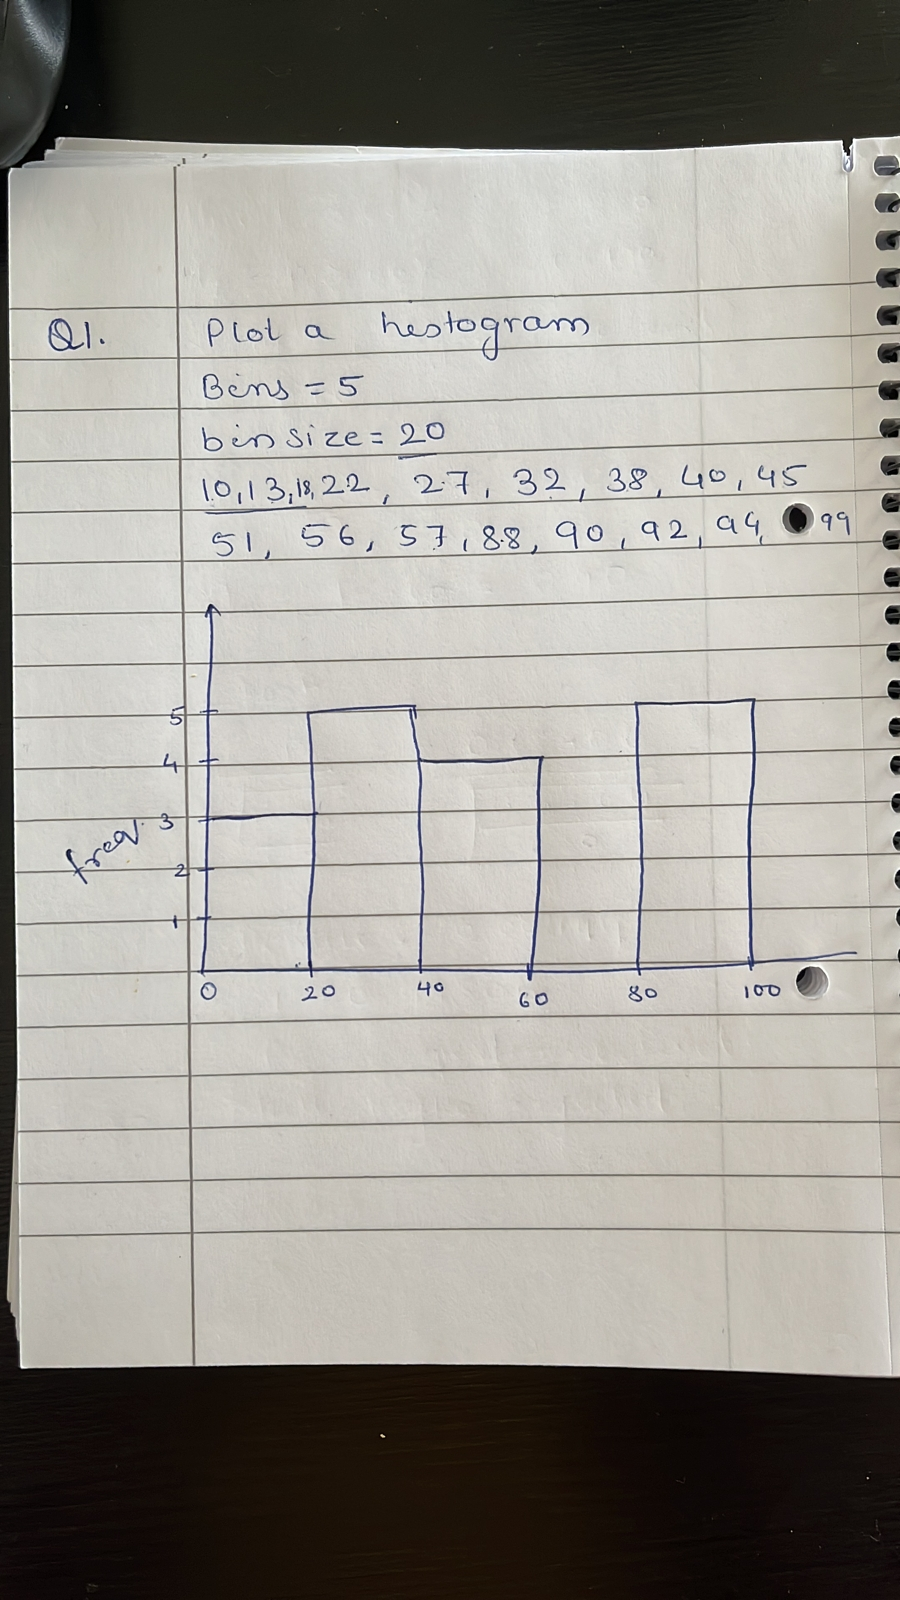 Q1. Plot a histogram
Bins = 5
bin size = 20
10, 13, 18, 22, 27, 32, 38, 40, 45
51, 56, 57, 88, 90, 92, 94, 99
5
4
freq. 3
2
1
0 20 40 60 80 100